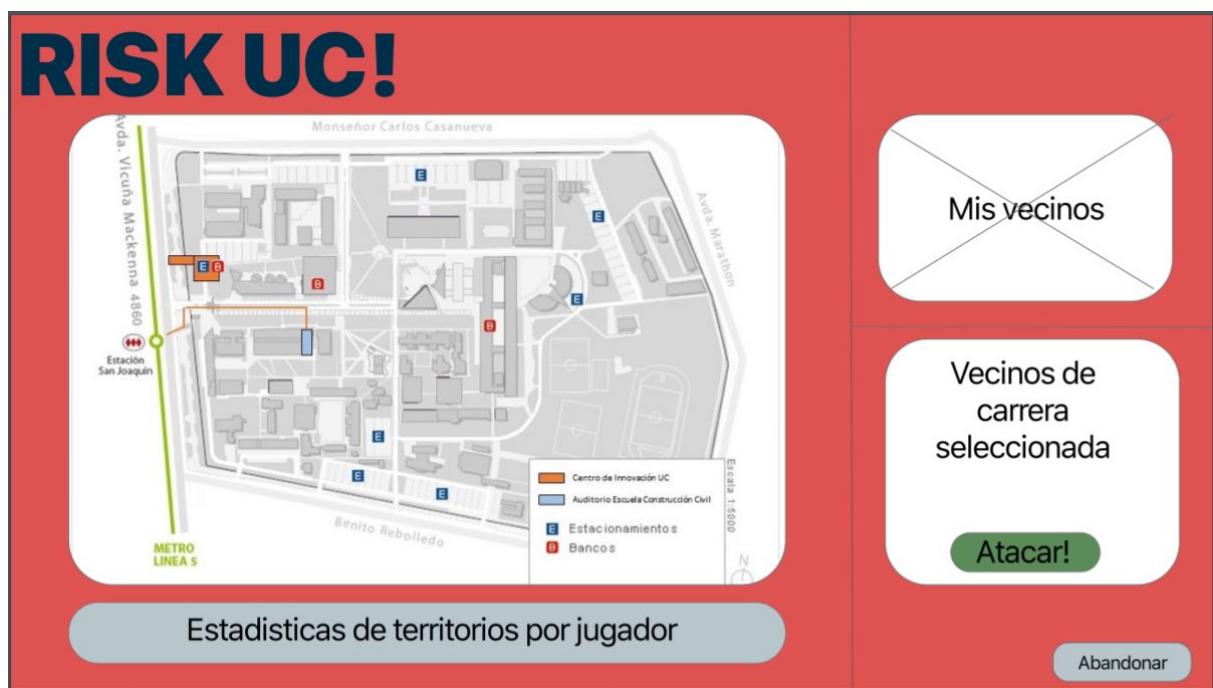 RISK UC!
Monseñor Carlos Casanueva
Avda. Vicuña Mackenna 4860
Avda. Marathon
E
E
E B
B
E
B
Estación
San Joaquín
E
E
E
Benito Rebolledo
METRO
LINEA 5
Centro de Innovación UC
Auditorio Escuela Construcción Civil
E Estacionamientos
B Bancos
Escala 1:5000
N
Estadisticas de territorios por jugador
Mis vecinos
Vecinos de
carrera
seleccionada
Atacar!
Abandonar